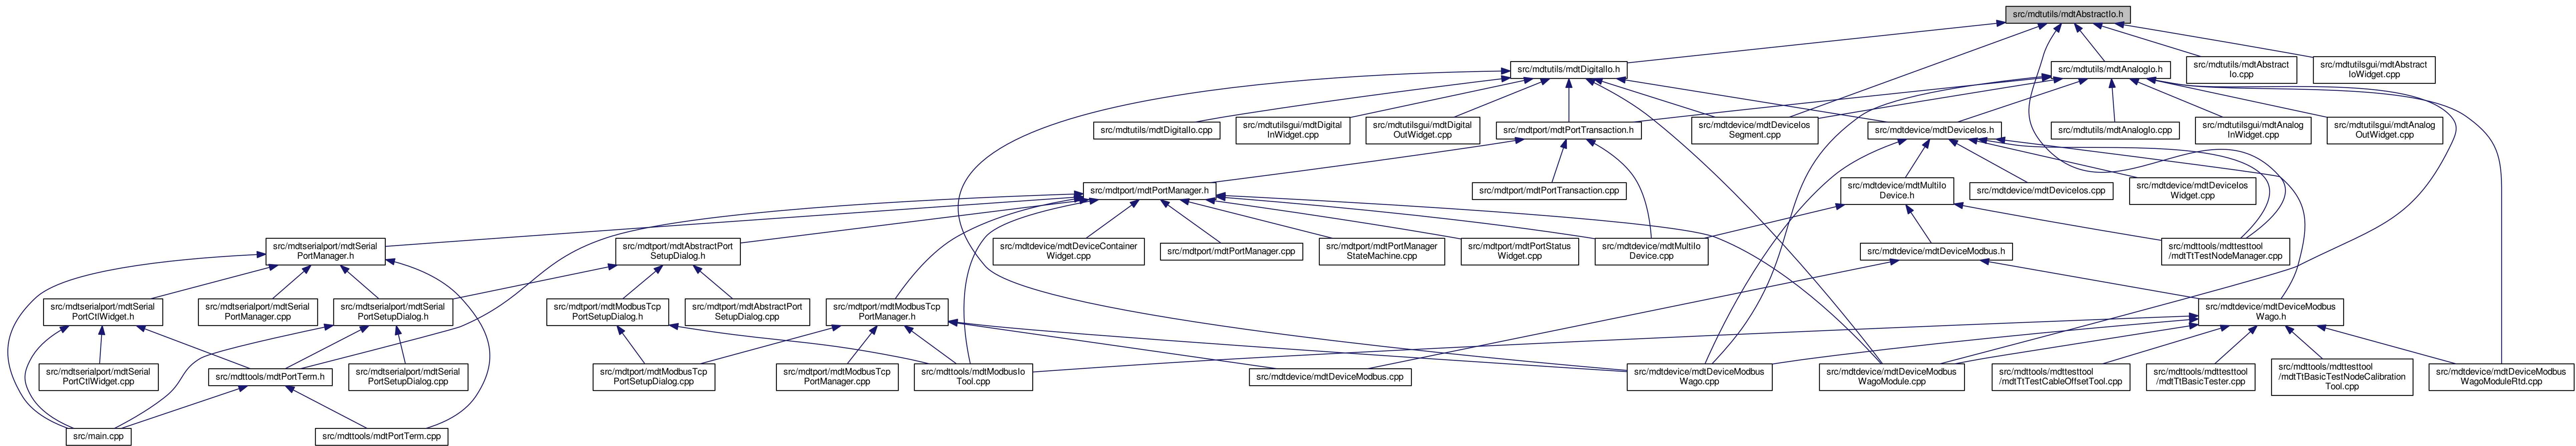 src/mdtutils/mdtAbstractIo.h
src/mdtutils/mdtDigitalIo.h
src/mdtutils/mdtAnalogIo.h
src/mdtutils/mdtAbstract
Io.cpp
src/mdtutilsgui/mdtAbstract
IoWidget.cpp
src/mdtutils/mdtDigitalIo.cpp
src/mdtutilsgui/mdtDigital
InWidget.cpp
src/mdtutilsgui/mdtDigital
OutWidget.cpp
src/mdtport/mdtPortTransaction.h
src/mdtdevice/mdtDeviceIos
Segment.cpp
src/mdtdevice/mdtDeviceIos.h
src/mdtutils/mdtAnalogIo.cpp
src/mdtutilsgui/mdtAnalog
InWidget.cpp
src/mdtutilsgui/mdtAnalog
OutWidget.cpp
src/mdtport/mdtPortManager.h
src/mdtport/mdtPortTransaction.cpp
src/mdtdevice/mdtMultiIo
Device.h
src/mdtdevice/mdtDeviceIos.cpp
src/mdtdevice/mdtDeviceIos
Widget.cpp
src/mdtserialport/mdtSerial
PortManager.h
src/mdtport/mdtAbstractPort
SetupDialog.h
src/mdtdevice/mdtDeviceContainer
Widget.cpp
src/mdtport/mdtPortManager.cpp
src/mdtport/mdtPortManager
StateMachine.cpp
src/mdtport/mdtPortStatus
Widget.cpp
src/mdtdevice/mdtMultiIo
Device.cpp
src/mdtdevice/mdtDeviceModbus.h
src/mdttools/mdttesttool
/mdtTtTestNodeManager.cpp
src/mdtserialport/mdtSerial
PortCtlWidget.h
src/mdtserialport/mdtSerial
PortManager.cpp
src/mdtserialport/mdtSerial
PortSetupDialog.h
src/mdtport/mdtModbusTcp
PortSetupDialog.h
src/mdtport/mdtAbstractPort
SetupDialog.cpp
src/mdtport/mdtModbusTcp
PortManager.h
src/mdtdevice/mdtDeviceModbus
Wago.h
src/mdtserialport/mdtSerial
PortCtlWidget.cpp
src/mdttools/mdtPortTerm.h
src/mdtserialport/mdtSerial
PortSetupDialog.cpp
src/mdtport/mdtModbusTcp
PortSetupDialog.cpp
src/mdtport/mdtModbusTcp
PortManager.cpp
src/mdttools/mdtModbusIo
Tool.cpp
src/mdtdevice/mdtDeviceModbus.cpp
src/mdtdevice/mdtDeviceModbus
Wago.cpp
src/mdtdevice/mdtDeviceModbus
WagoModule.cpp
src/mdttools/mdttesttool
/mdtTtTestCableOffsetTool.cpp
src/mdttools/mdttesttool
/mdtTtBasicTester.cpp
src/mdttools/mdttesttool
/mdtTtBasicTestNodeCalibration
Tool.cpp
src/mdtdevice/mdtDeviceModbus
WagoModuleRtd.cpp
src/main.cpp
src/mdttools/mdtPortTerm.cpp